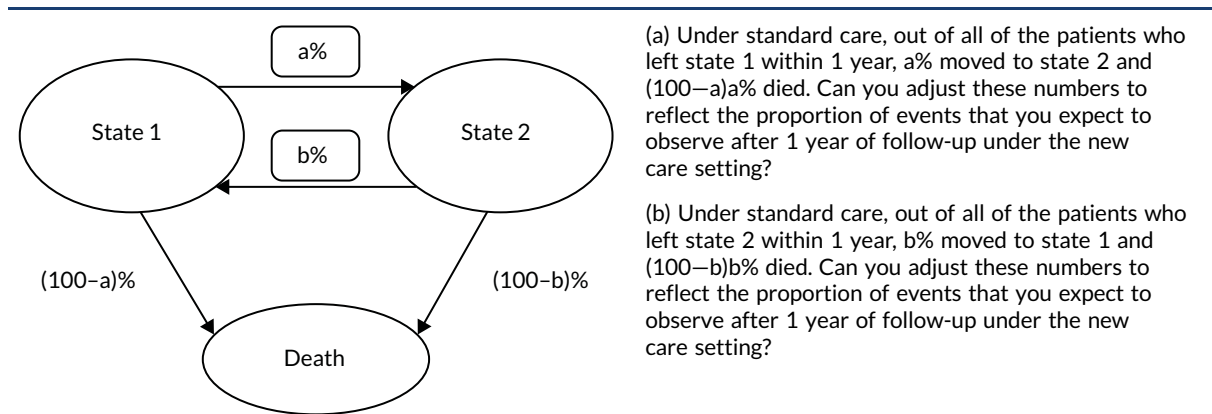 a%
State 1
State 2
b%
(100–a)%
(100–b)%
Death
(a) Under standard care, out of all of the patients who
left state 1 within 1 year, a% moved to state 2 and
(100—a)a% died. Can you adjust these numbers to
reflect the proportion of events that you expect to
observe after 1 year of follow-up under the new
care setting?
(b) Under standard care, out of all of the patients who
left state 2 within 1 year, b% moved to state 1 and
(100—b)b% died. Can you adjust these numbers to
reflect the proportion of events that you expect to
observe after 1 year of follow-up under the new
care setting?